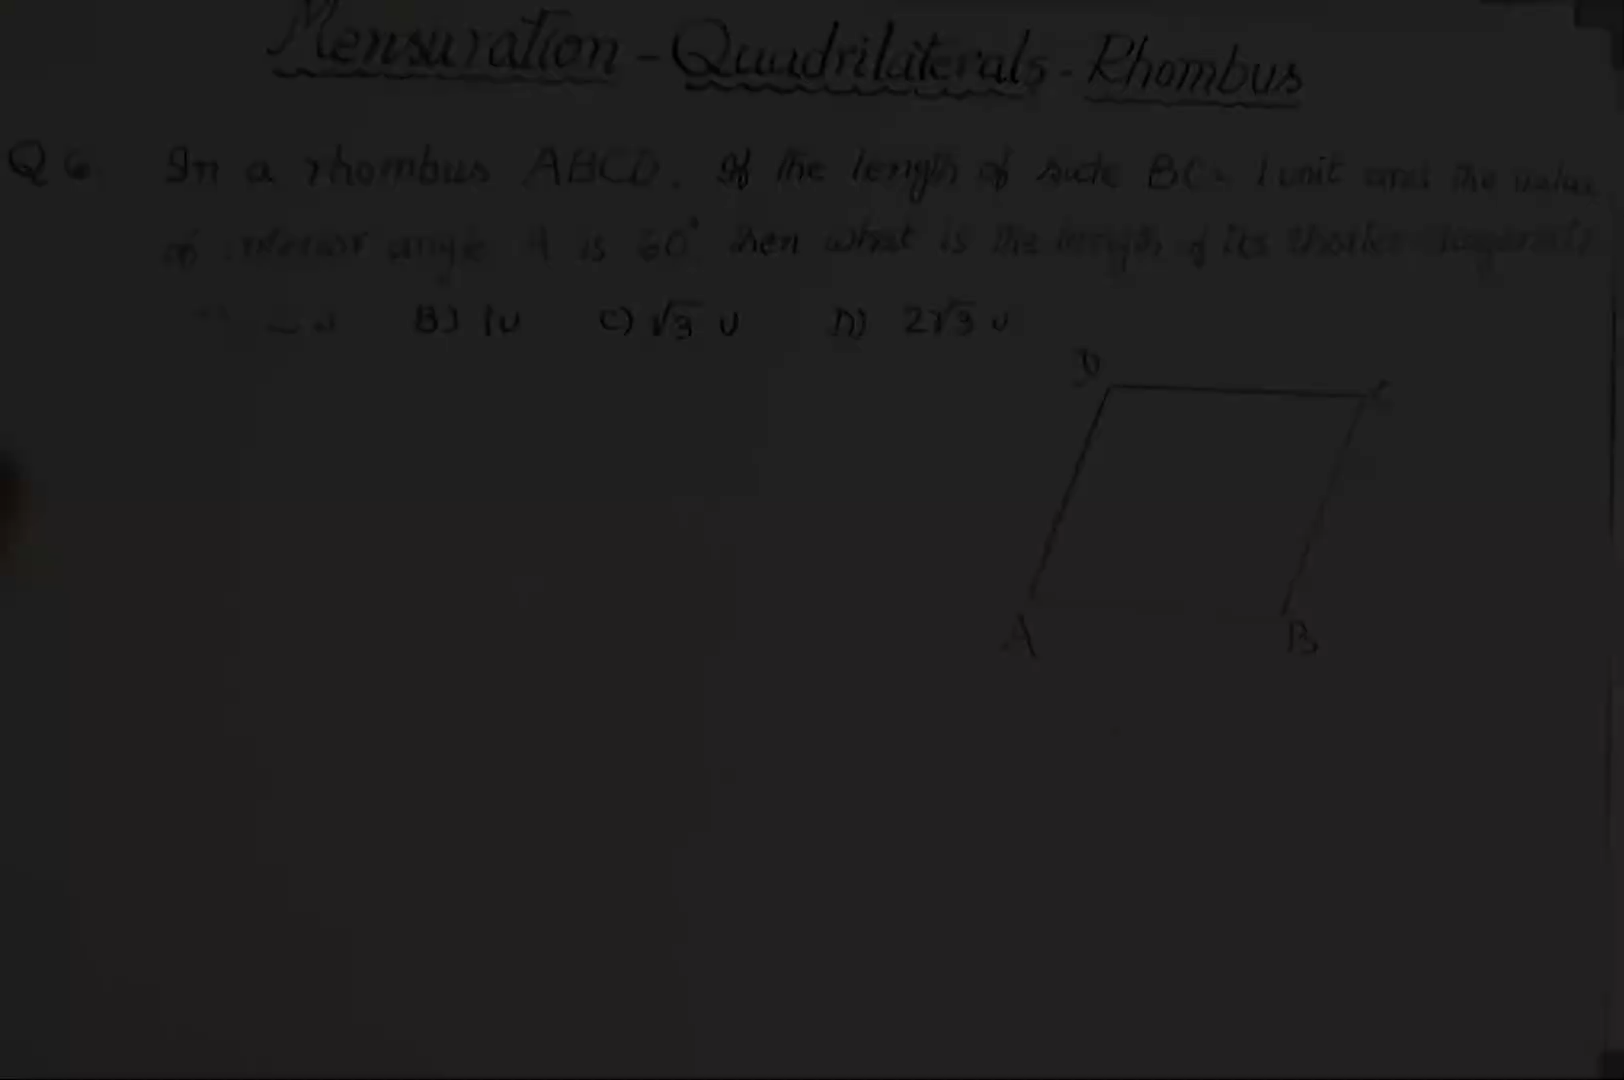 Mensuration - Quadrilaterals - Rhombus
Q 6. In a rhombus ABCD. If the length of side BC = 1 unit and the value
of interior angle A is 60° then what is the length of its shorter diagonal?
B) 1u C) √3 u D) 2√3 u
D C
A B